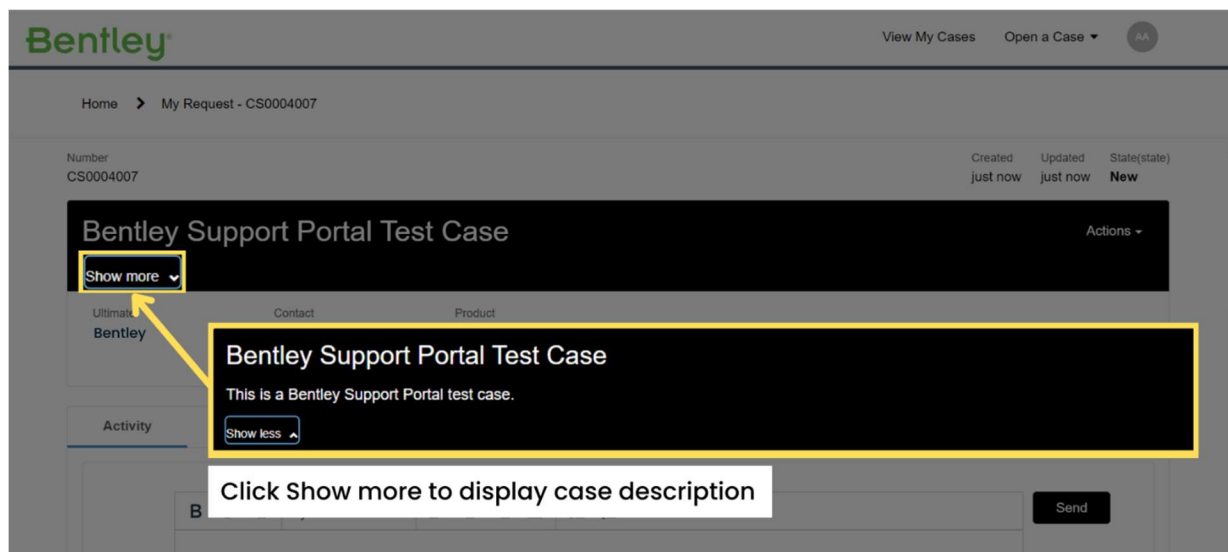 Bentley
View My Cases Open a Case AA
Home My Request - CS0004007
Number
CS0004007
Created Updated State(state)
just now just now New
Bentley Support Portal Test Case
Actions
Show more
Contact Product
Bentley
Bentley Support Portal Test Case
This is a Bentley Support Portal test case.
Show less
Activity
Click Show more to display case description
B
Send